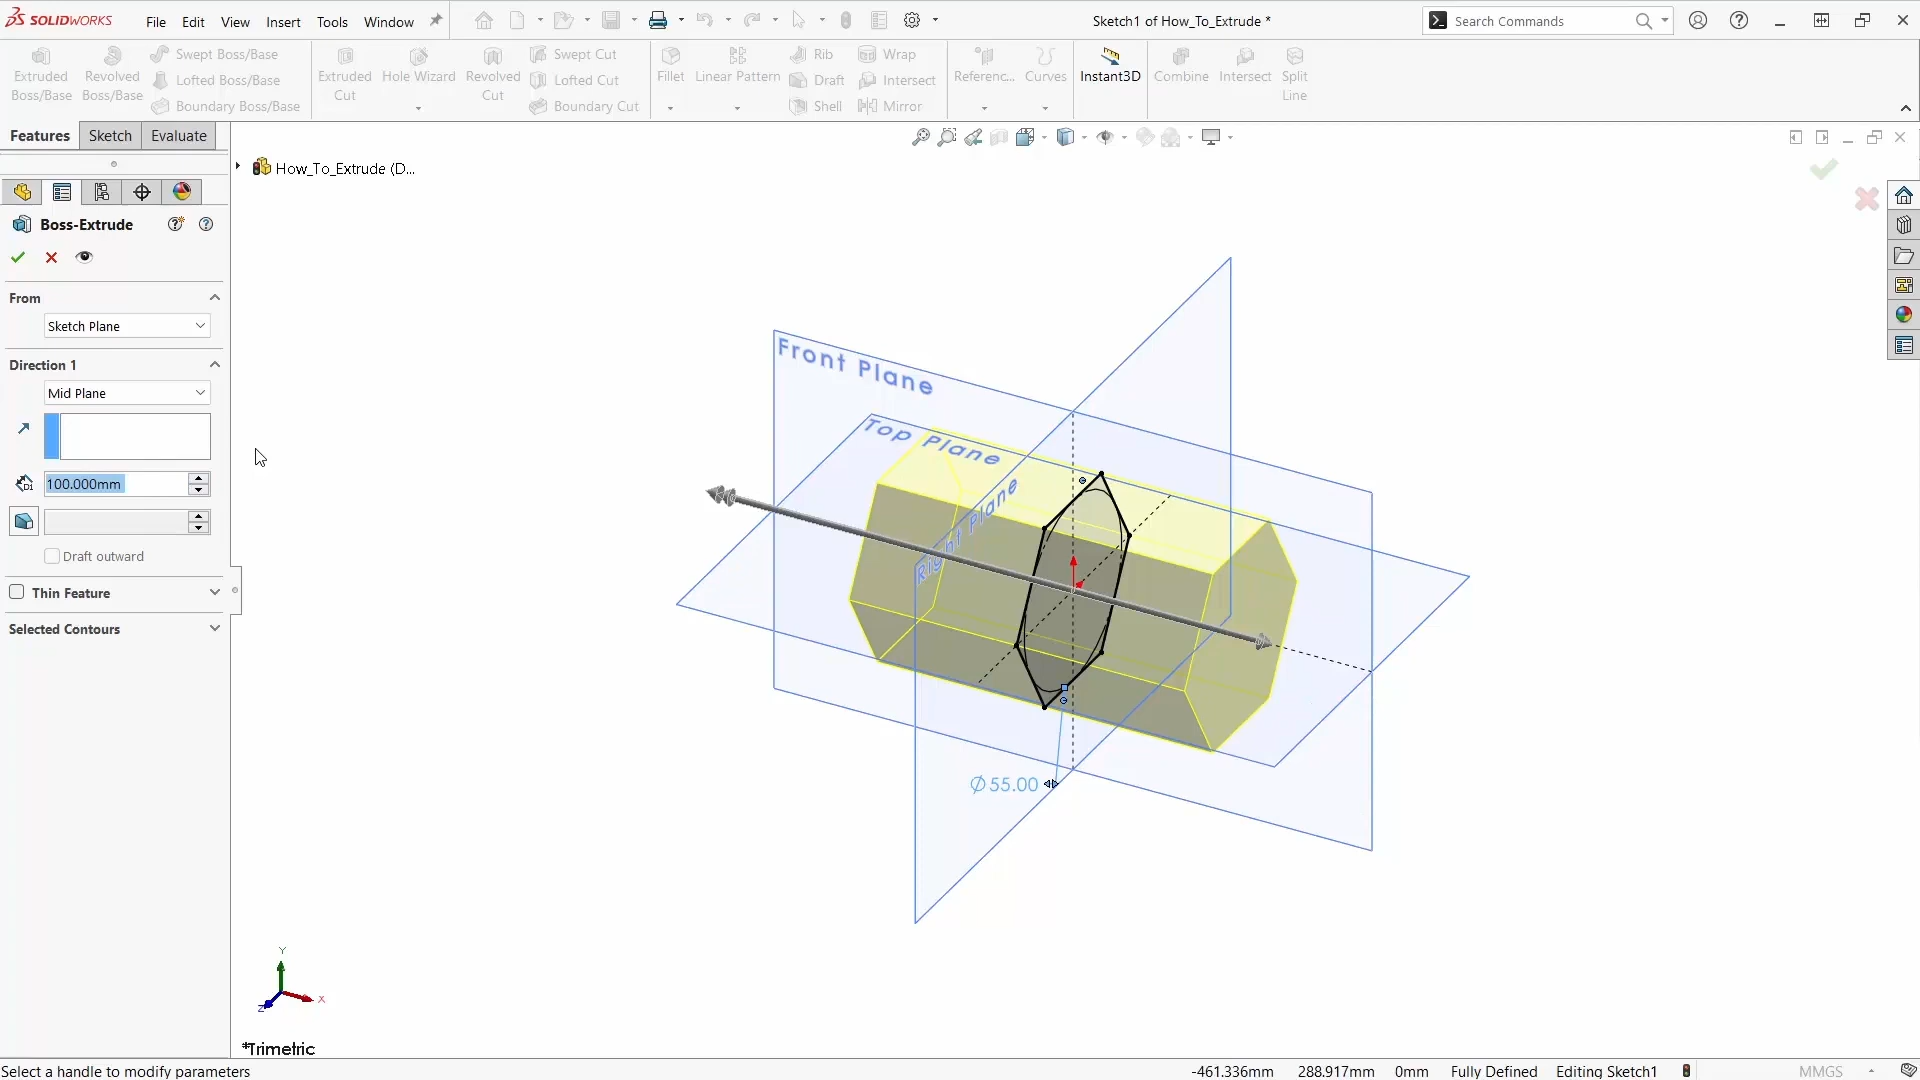 SOLIDWORKS File Edit View Insert Tools Window Sketch1 of How_To_Extrude * Search Commands
Extruded Boss/Base
Revolved Boss/Base
Swept Boss/Base
Lofted Boss/Base
Boundary Boss/Base
Extruded Cut
Hole Wizard
Revolved Cut
Swept Cut
Lofted Cut
Boundary Cut
Fillet
Linear Pattern
Rib
Draft
Shell
Wrap
Intersect
Mirror
Referenc...
Curves
Instant3D
Combine
Intersect
Split Line
Features Sketch Evaluate
How_To_Extrude (D...
Boss-Extrude
From
Sketch Plane
Direction 1
Mid Plane
D1
100.000mm
Draft outward
Thin Feature
Selected Contours
Front Plane
Top Plane
Right Plane
∅55.00
Y
X
Z
*Trimetric
Select a handle to modify parameters -461.336mm 288.917mm 0mm Fully Defined Editing Sketch1 MMGS